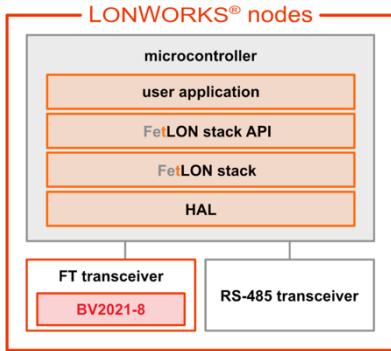 LONWORKS® nodes
microcontroller
user application
FetLON stack API
FetLON stack
HAL
FT transceiver
BV2021-8
RS-485 transceiver